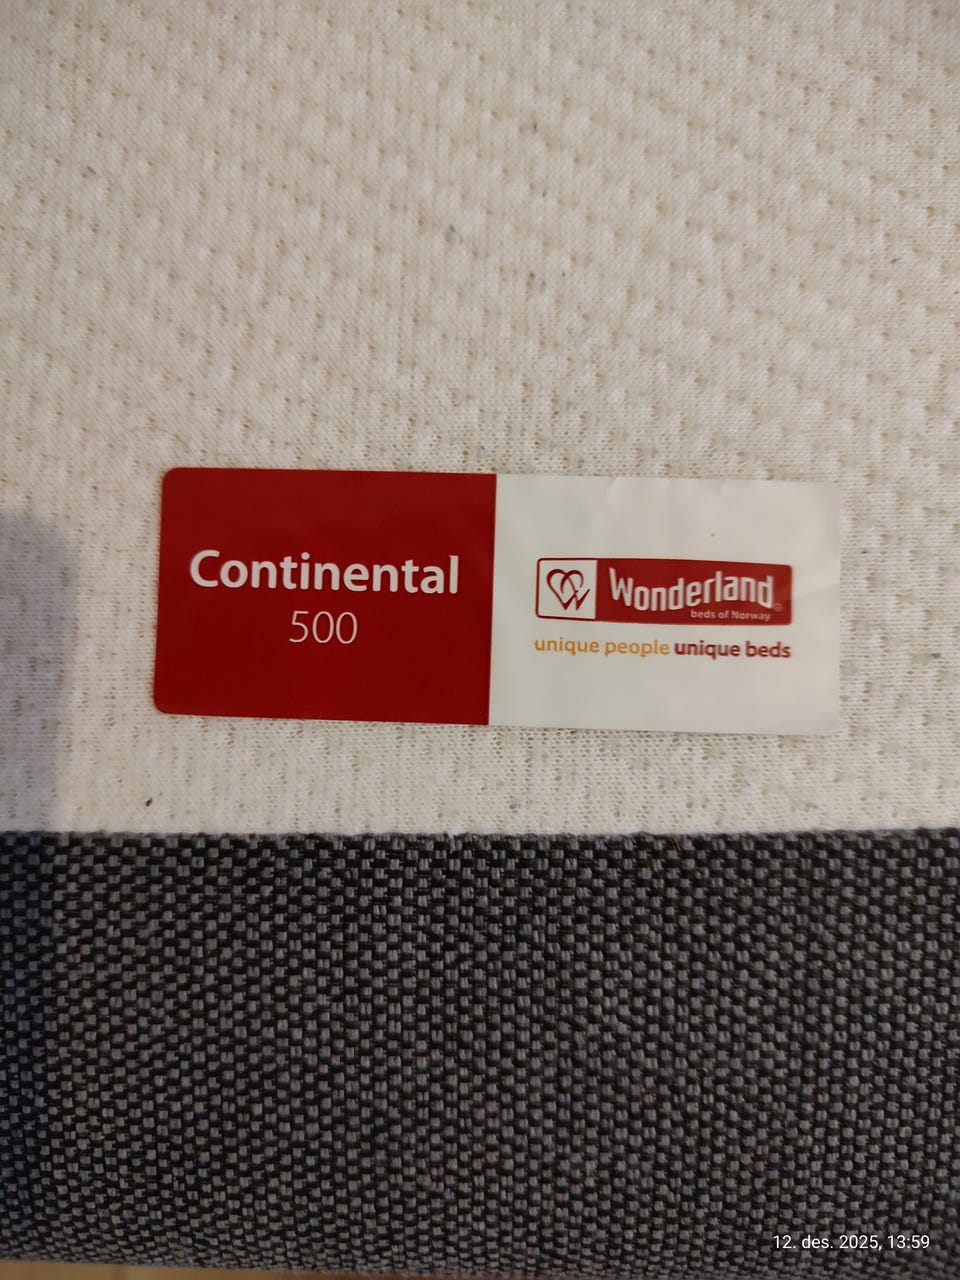 Continental
500
Wonderland
beds of Norway
unique people unique beds
12. des. 2025, 13:59